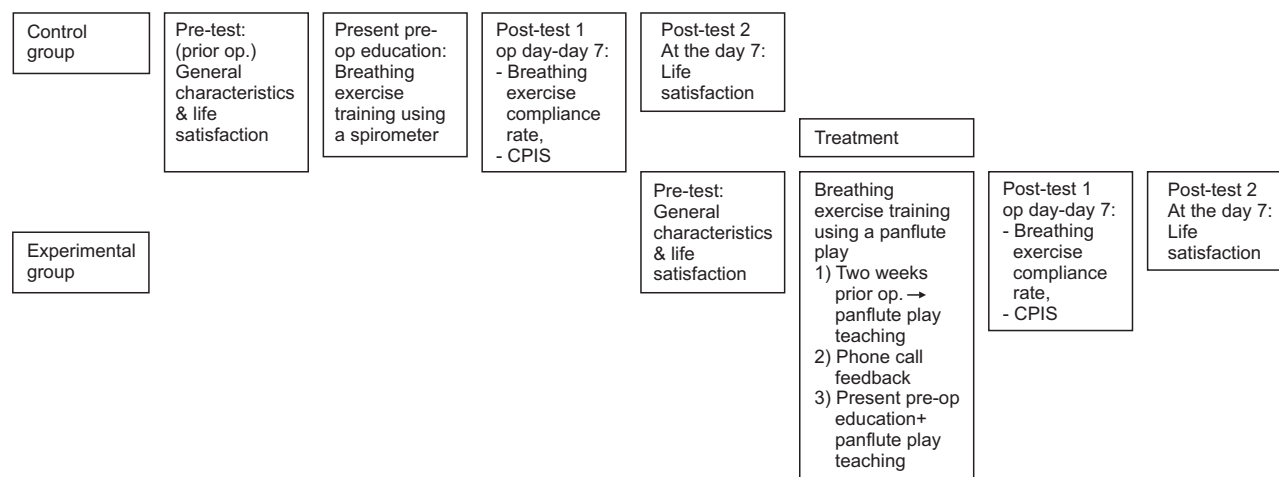 Control
group
Pre-test:
(prior op.)
General
characteristics
& life
satisfaction
Present pre-
op education:
Breathing
exercise
training using
a spirometer
Post-test 1
op day-day 7:
- Breathing
exercise
compliance
rate,
- CPIS
Post-test 2
At the day 7:
Life
satisfaction
Treatment
Experimental
group
Pre-test:
General
characteristics
& life
satisfaction
Breathing
exercise training
using a panflute
play
1) Two weeks
prior op. →
panflute play
teaching
2) Phone call
feedback
3) Present pre-op
education+
panflute play
teaching
Post-test 1
op day-day 7:
- Breathing
exercise
compliance
rate,
- CPIS
Post-test 2
At the day 7:
Life
satisfaction